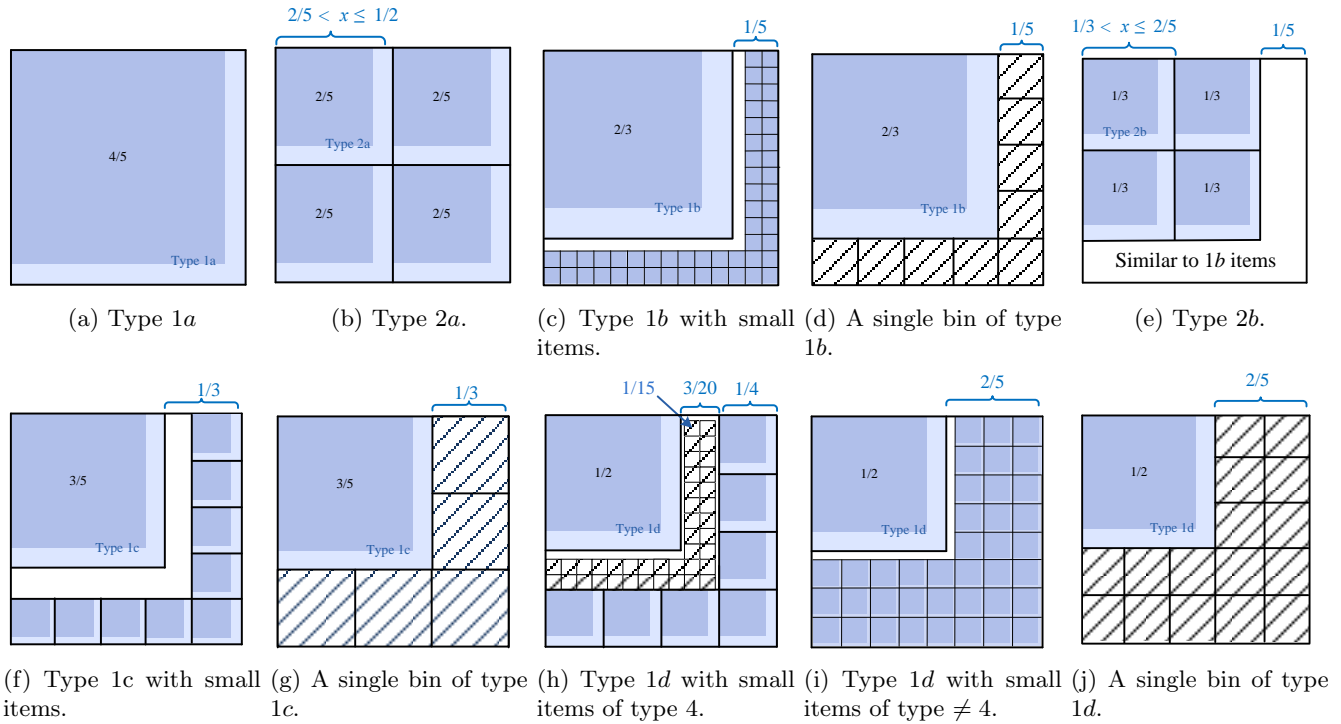 2/5 < x ≤ 1/2
1/5
1/5
1/3 < x ≤ 2/5
1/5
4/5
Type 1a
2/5
2/5
Type 2a
2/5
2/5
2/3
Type 1b
2/3
Type 1b
1/3
1/3
Type 2b
1/3
1/3
Similar to 1b items
(a) Type 1a
(b) Type 2a.
(c) Type 1b with small
items.
(d) A single bin of type
1b.
(e) Type 2b.
1/3
1/3
1/15
3/20
1/4
2/5
2/5
3/5
Type 1c
3/5
Type 1c
1/2
Type 1d
1/2
Type 1d
1/2
Type 1d
(f) Type 1c with small
items.
(g) A single bin of type
1c.
(h) Type 1d with small
items of type 4.
(i) Type 1d with small
items of type ≠ 4.
(j) A single bin of type
1d.